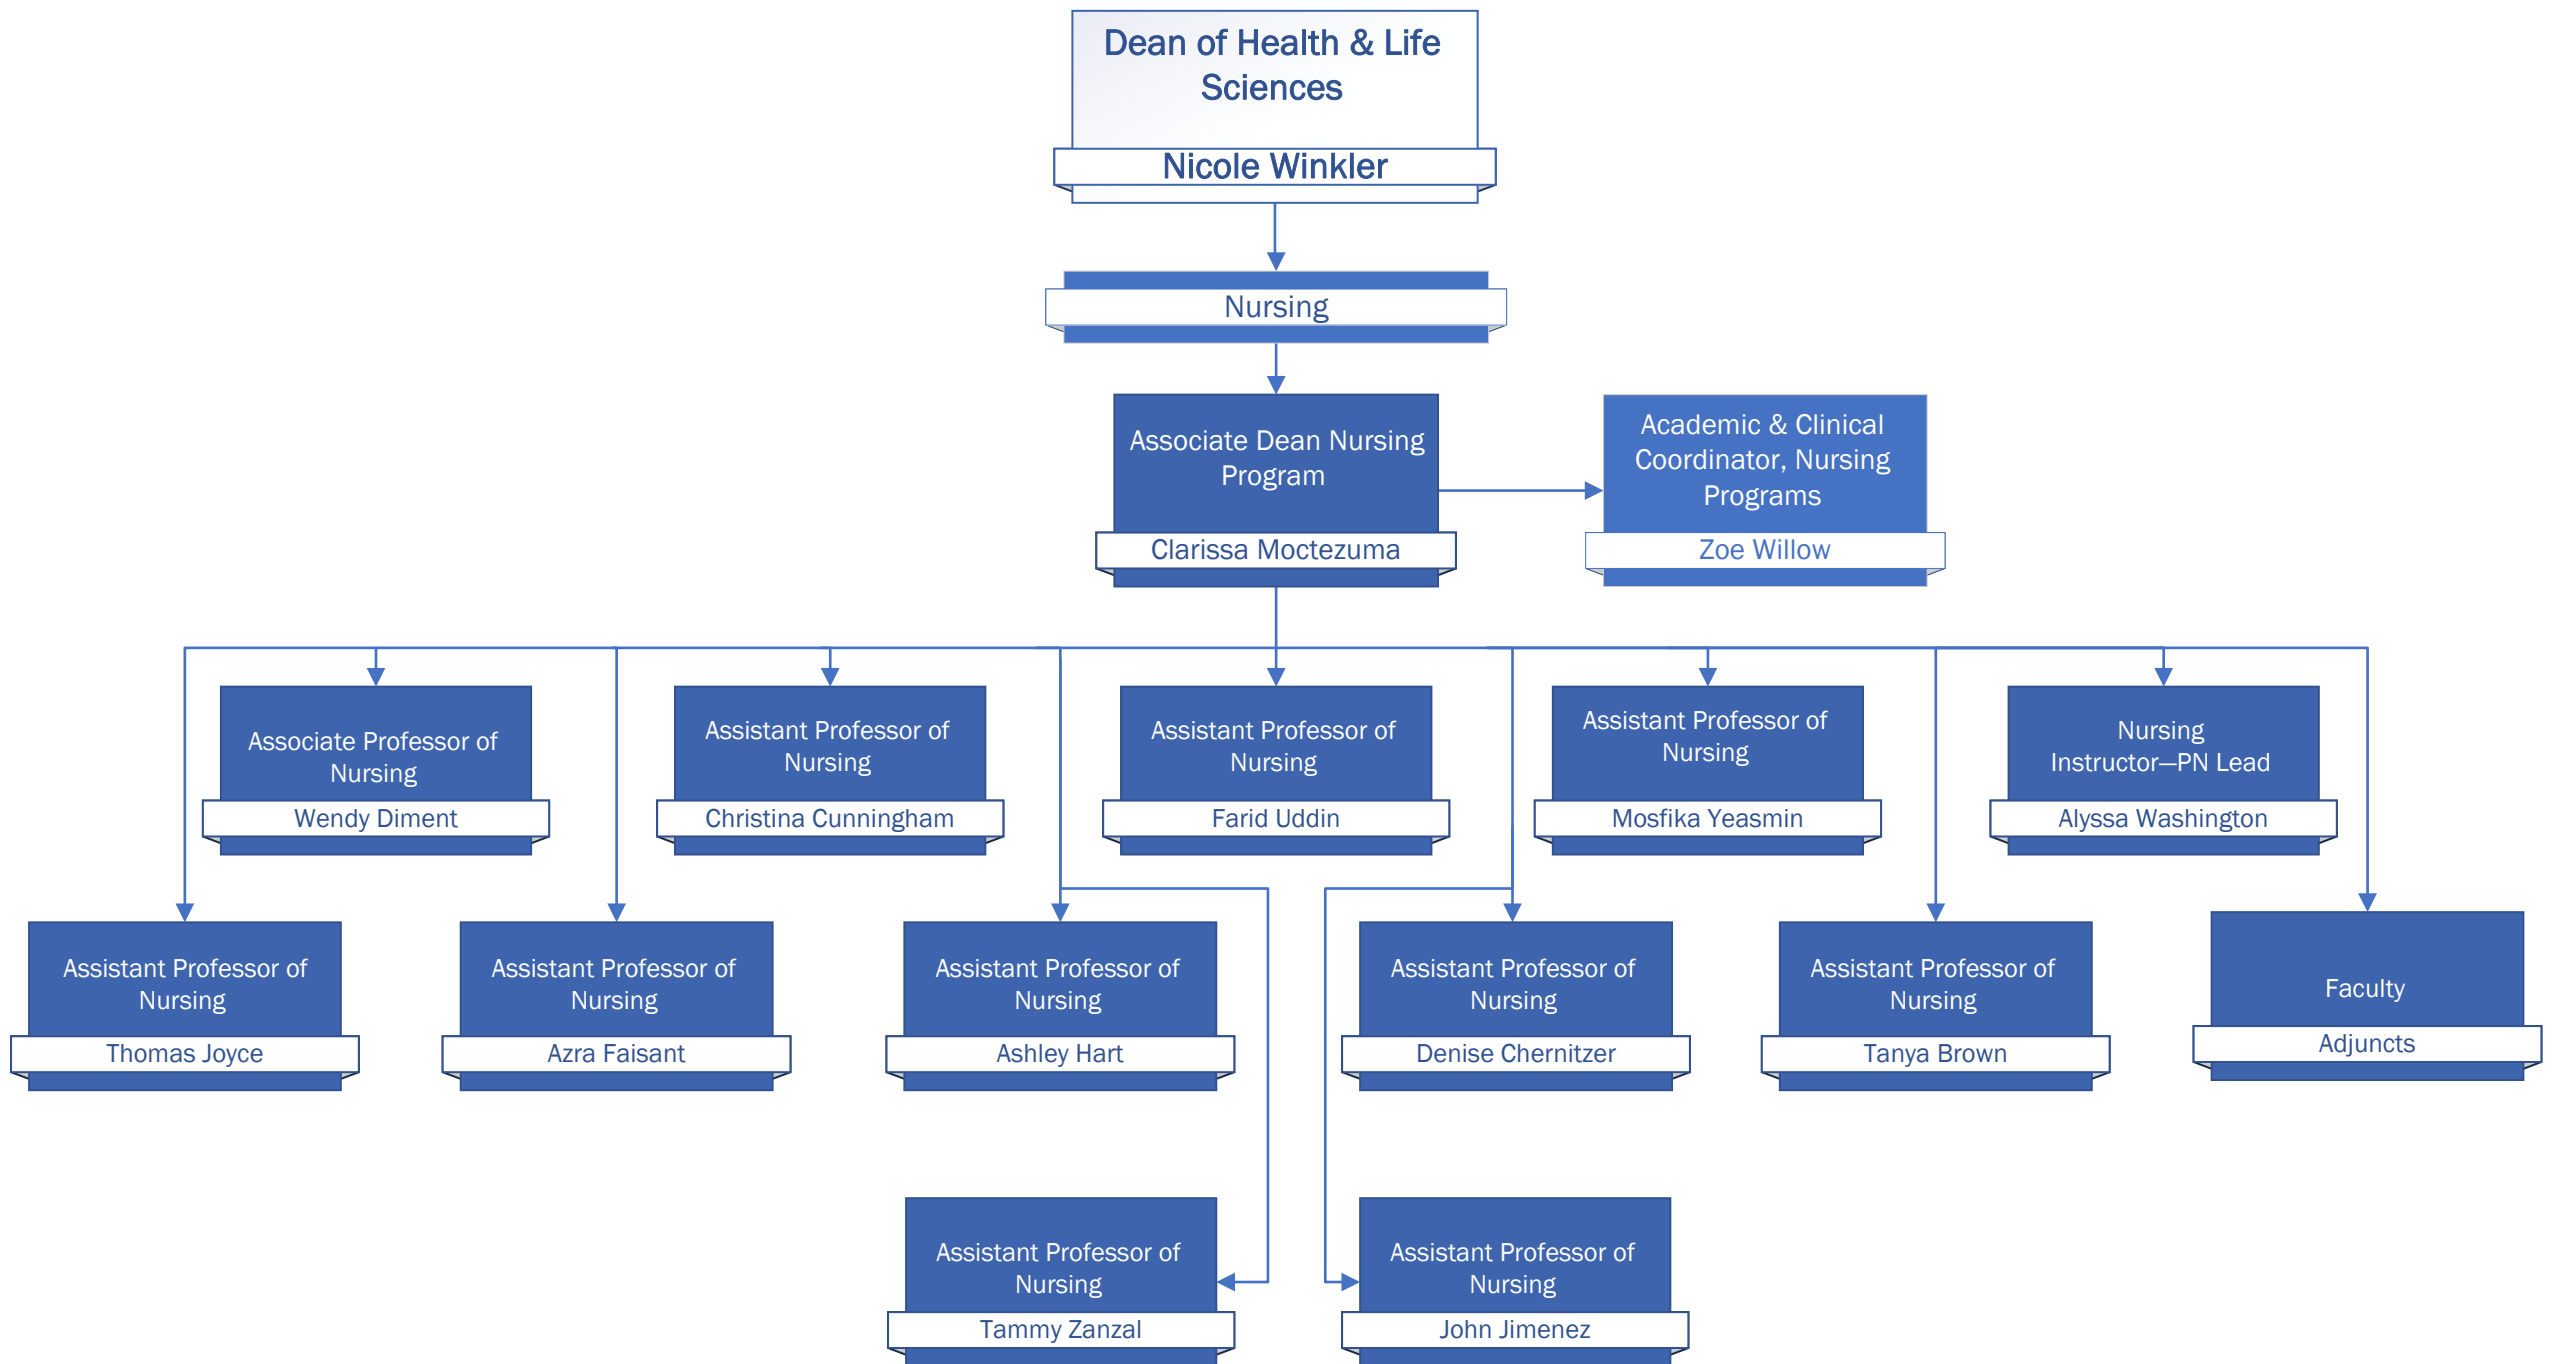 Dean of Health & Life
Sciences
Nicole Winkler
Nursing
Associate Dean Nursing
Program
Clarissa Moctezuma
Academic & Clinical
Coordinator, Nursing
Programs
Zoe Willow
Associate Professor of
Nursing
Wendy Diment
Assistant Professor of
Nursing
Christina Cunningham
Assistant Professor of
Nursing
Farid Uddin
Assistant Professor of
Nursing
Mosfika Yeasmin
Nursing
Instructor—PN Lead
Alyssa Washington
Assistant Professor of
Nursing
Thomas Joyce
Assistant Professor of
Nursing
Azra Faisant
Assistant Professor of
Nursing
Ashley Hart
Assistant Professor of
Nursing
Denise Chernitzer
Assistant Professor of
Nursing
Tanya Brown
Faculty
Adjuncts
Assistant Professor of
Nursing
Tammy Zanzal
Assistant Professor of
Nursing
John Jimenez